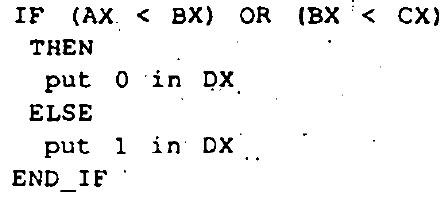 IF (AX < BX) OR (BX < CX)
THEN
put 0 in DX
ELSE
put 1 in DX
END_IF